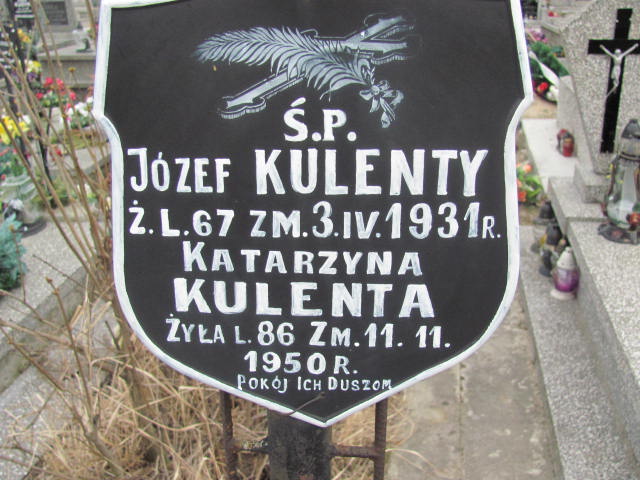 Ś.P.
JÓZEF KULENTY
Ż.L.67 ZM.3.IV.1931R.
KATARZYNA
KULENTA
ŻYŁA L.86 ZM.11.11.
1950R.
POKÓJ ICH DUSZOM